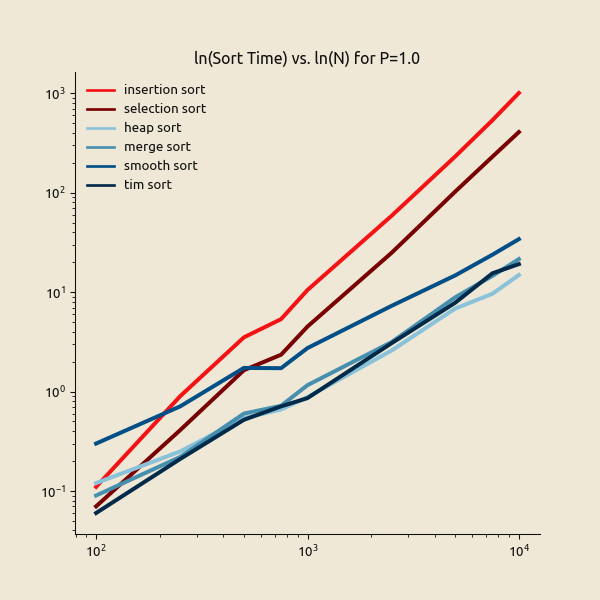 ln(Sort Time) vs. ln(N) for P=1.0
insertion sort
selection sort
heap sort
merge sort
smooth sort
tim sort
10³
10²
10¹
10⁰
10⁻¹
10² 10³ 10⁴